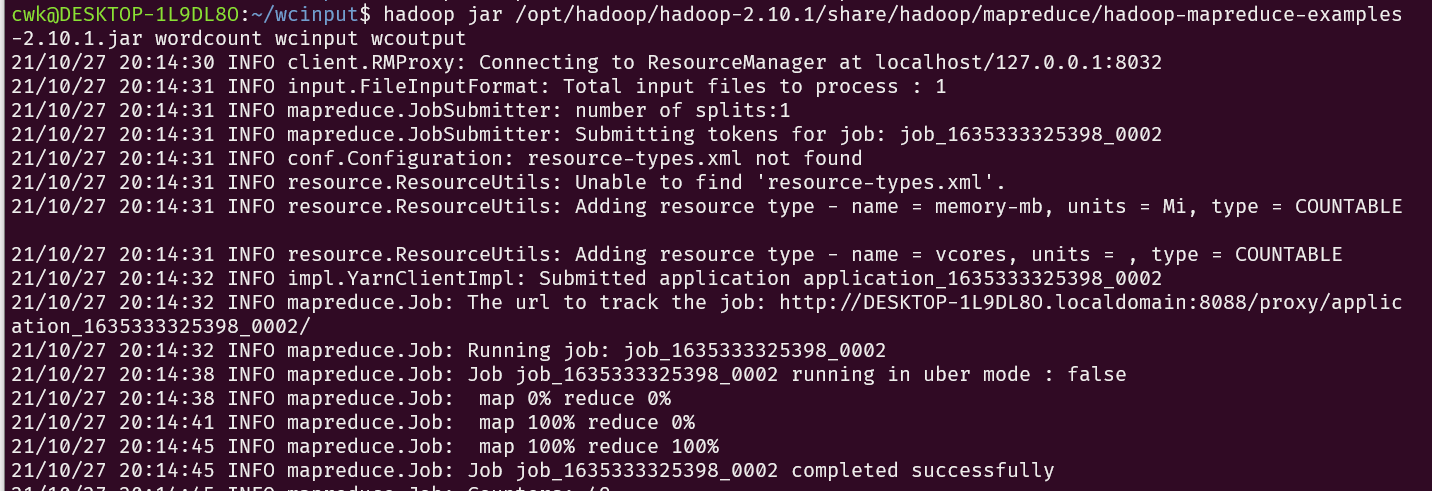 cwk@DESKTOP-1L9DL8O:~/wcinput$ hadoop jar /opt/hadoop/hadoop-2.10.1/share/hadoop/mapreduce/hadoop-mapreduce-examples
-2.10.1.jar wordcount wcinput wcoutput
21/10/27 20:14:30 INFO client.RMProxy: Connecting to ResourceManager at localhost/127.0.0.1:8032
21/10/27 20:14:31 INFO input.FileInputFormat: Total input files to process : 1
21/10/27 20:14:31 INFO mapreduce.JobSubmitter: number of splits:1
21/10/27 20:14:31 INFO mapreduce.JobSubmitter: Submitting tokens for job: job_1635333325398_0002
21/10/27 20:14:31 INFO conf.Configuration: resource-types.xml not found
21/10/27 20:14:31 INFO resource.ResourceUtils: Unable to find 'resource-types.xml'.
21/10/27 20:14:31 INFO resource.ResourceUtils: Adding resource type - name = memory-mb, units = Mi, type = COUNTABLE
21/10/27 20:14:31 INFO resource.ResourceUtils: Adding resource type - name = vcores, units = , type = COUNTABLE
21/10/27 20:14:32 INFO impl.YarnClientImpl: Submitted application application_1635333325398_0002
21/10/27 20:14:32 INFO mapreduce.Job: The url to track the job: http://DESKTOP-1L9DL8O.localdomain:8088/proxy/applic
ation_1635333325398_0002/
21/10/27 20:14:32 INFO mapreduce.Job: Running job: job_1635333325398_0002
21/10/27 20:14:38 INFO mapreduce.Job: Job job_1635333325398_0002 running in uber mode : false
21/10/27 20:14:38 INFO mapreduce.Job:  map 0% reduce 0%
21/10/27 20:14:41 INFO mapreduce.Job:  map 100% reduce 0%
21/10/27 20:14:45 INFO mapreduce.Job:  map 100% reduce 100%
21/10/27 20:14:45 INFO mapreduce.Job: Job job_1635333325398_0002 completed successfully
21/10/27 20:14:45 INFO mapreduce.Job: Counters: